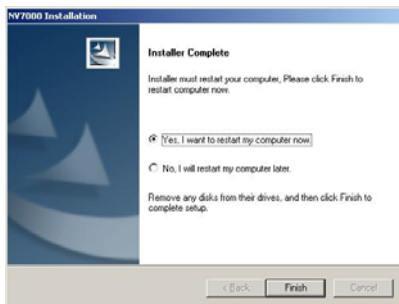 NV7000 Installation
Installer Complete
Installer must restart your computer, Please click Finish to
restart computer now.
Yes, I want to restart my computer now.
No, I will restart my computer later.
Remove any disks from their drives, and then click Finish to
complete setup.
< Back Finish Cancel